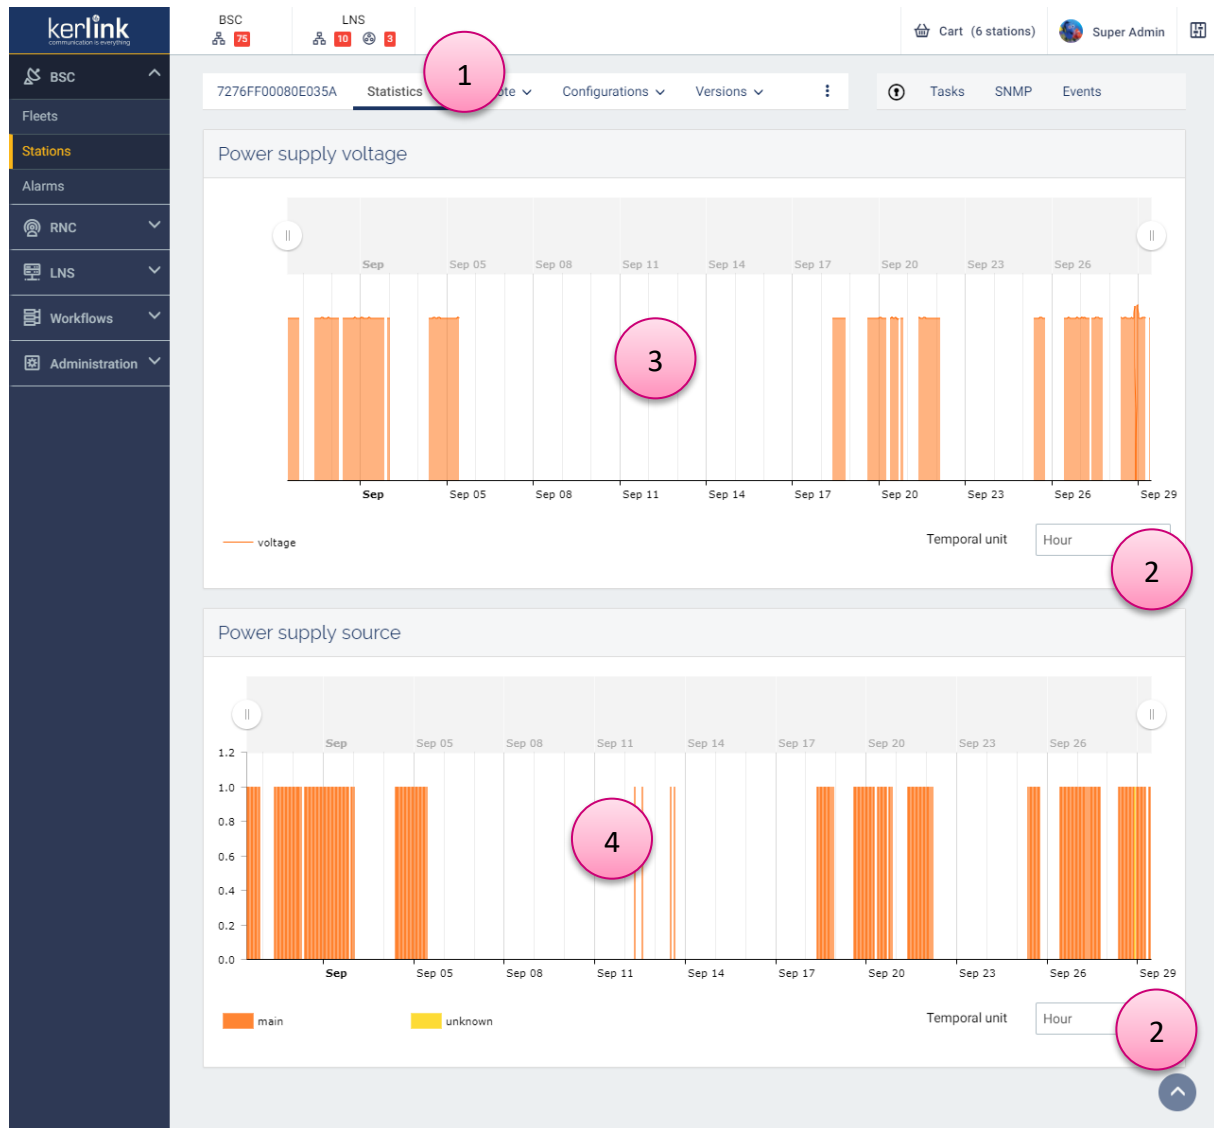 kerlink
communication is everything
BSC
75
LNS
10
3
Cart (6 stations)
Super Admin
BSC
Fleets
Stations
Alarms
RNC
LNS
Workflows
Administration
7276FF00080E035A
Statistics
1
Configurations
Versions
Tasks
SNMP
Events
Power supply voltage
Sep
Sep 05
Sep 08
Sep 11
Sep 14
Sep 17
Sep 20
Sep 23
Sep 26
3
Sep
Sep 05
Sep 08
Sep 11
Sep 14
Sep 17
Sep 20
Sep 23
Sep 26
Sep 29
voltage
Temporal unit
Hour
2
Power supply source
Sep
Sep 05
Sep 08
Sep 11
Sep 14
Sep 17
Sep 20
Sep 23
Sep 26
1.2
1.0
0.8
0.6
0.4
0.2
0.0
4
Sep
Sep 05
Sep 08
Sep 11
Sep 14
Sep 17
Sep 20
Sep 23
Sep 26
Sep 29
main
unknown
Temporal unit
Hour
2